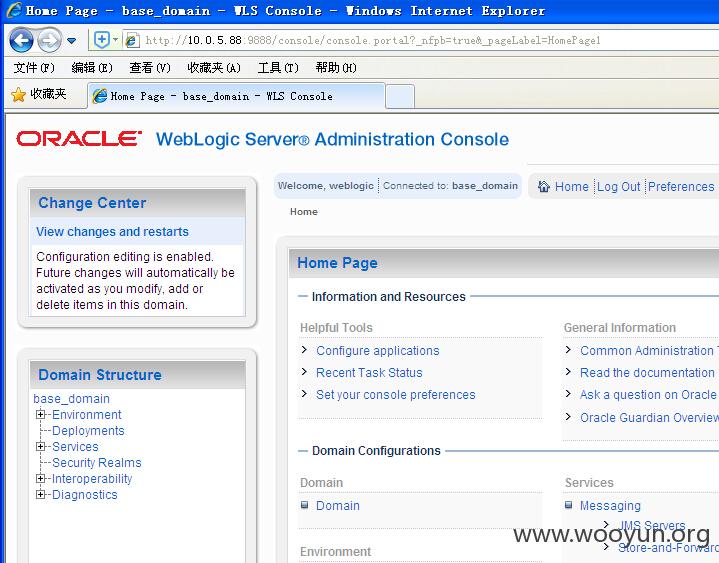 Home Page - base_domain - WLS Console - Windows Internet Explorer
http://10.0.5.88:9888/console/console.portal?_nfpb=true&_pageLabel=HomePage1
文件(F) 编辑(E) 查看(V) 收藏夹(A) 工具(T) 帮助(H)
收藏夹 Home Page - base_domain - WLS Console
ORACLE WebLogic Server® Administration Console
Change Center
View changes and restarts
Configuration editing is enabled.
Future changes will automatically be
activated as you modify, add or
delete items in this domain.
Domain Structure
base_domain
Environment
Deployments
Services
Security Realms
Interoperability
Diagnostics
Welcome, weblogic Connected to: base_domain Home Log Out Preferences
Home
Home Page
Information and Resources
Helpful Tools
Configure applications
Recent Task Status
Set your console preferences
General Information
Common Administration T
Read the documentation
Ask a question on Oracle
Oracle Guardian Overview
Domain Configurations
Domain
Domain
Environment
Services
Messaging
JMS Servers
Store-and-Forward
www.wooyun.org